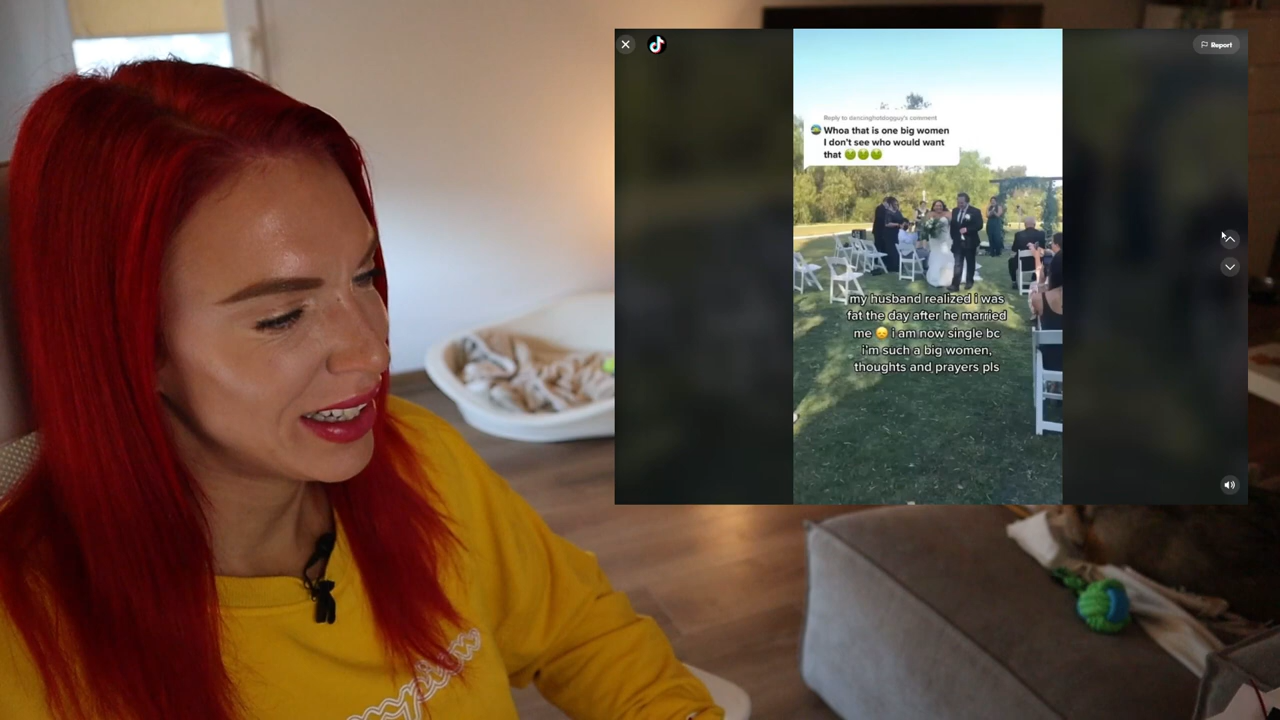 Report
Reply to dancinghotdogguy's comment
Whoa that is one big women
I don't see who would want
that 🤢🤢🤢
my husband realized i was
fat the day after he married
me 😔 i am now single bc
i'm such a big women,
thoughts and prayers pls